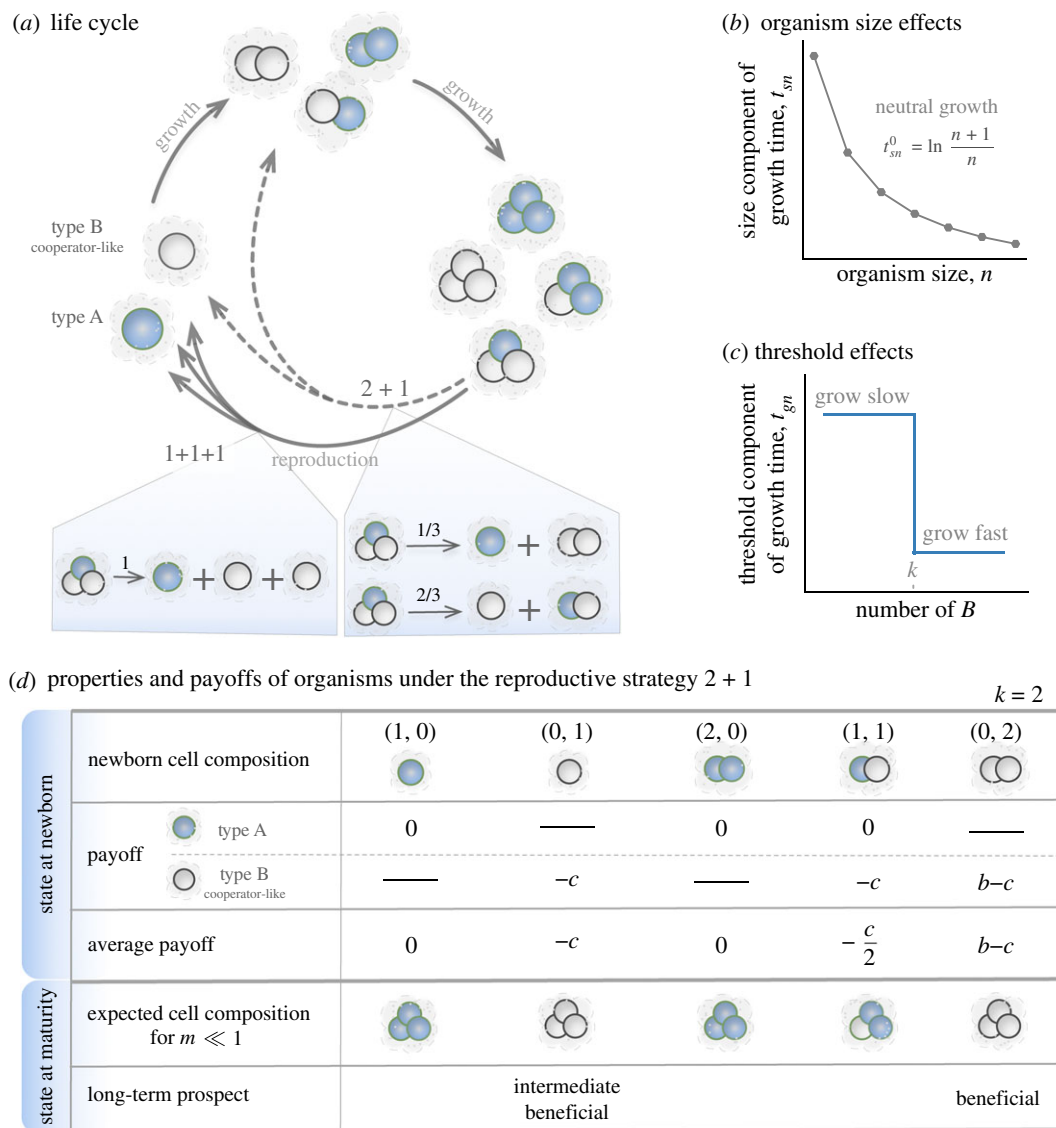 (a) life cycle
growth
growth
type B
cooperator-like
type A
2 + 1
1+1+1
reproduction
1
+
+
1/3
+
2/3
+
(b) organism size effects
size component of
growth time, t_sn
neutral growth
t⁰_sn = ln (n + 1)/n
organism size, n
(c) threshold effects
threshold component
of growth time, t_gn
grow slow
grow fast
k
number of B
(d) properties and payoffs of organisms under the reproductive strategy 2 + 1
k = 2
state at newborn
newborn cell composition
(1, 0) (0, 1) (2, 0) (1, 1) (0, 2)
payoff
type A
0 — 0 0 —
type B
cooperator-like
— –c — –c b–c
average payoff
0 –c 0 – c/2 b–c
state at maturity
expected cell composition
for m ≪ 1
long-term prospect
intermediate
beneficial
beneficial